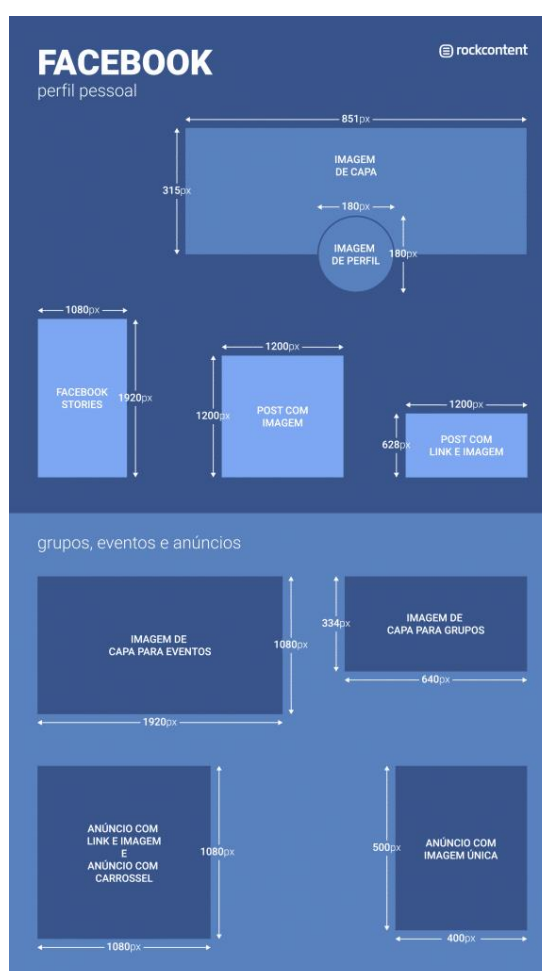 FACEBOOK
perfil pessoal
rockcontent
851px
315px
IMAGEM
DE CAPA
180px
IMAGEM
DE PERFIL
180px
1080px
FACEBOOK
STORIES
1920px
1200px
1200px
POST COM
IMAGEM
1200px
628px
POST COM
LINK E IMAGEM
grupos, eventos e anúncios
IMAGEM DE
CAPA PARA EVENTOS
1080px
1920px
334px
IMAGEM DE
CAPA PARA GRUPOS
640px
ANÚNCIO COM
LINK E IMAGEM
E
ANÚNCIO COM
CARROSSEL
1080px
1080px
500px
ANÚNCIO COM
IMAGEM ÚNICA
400px